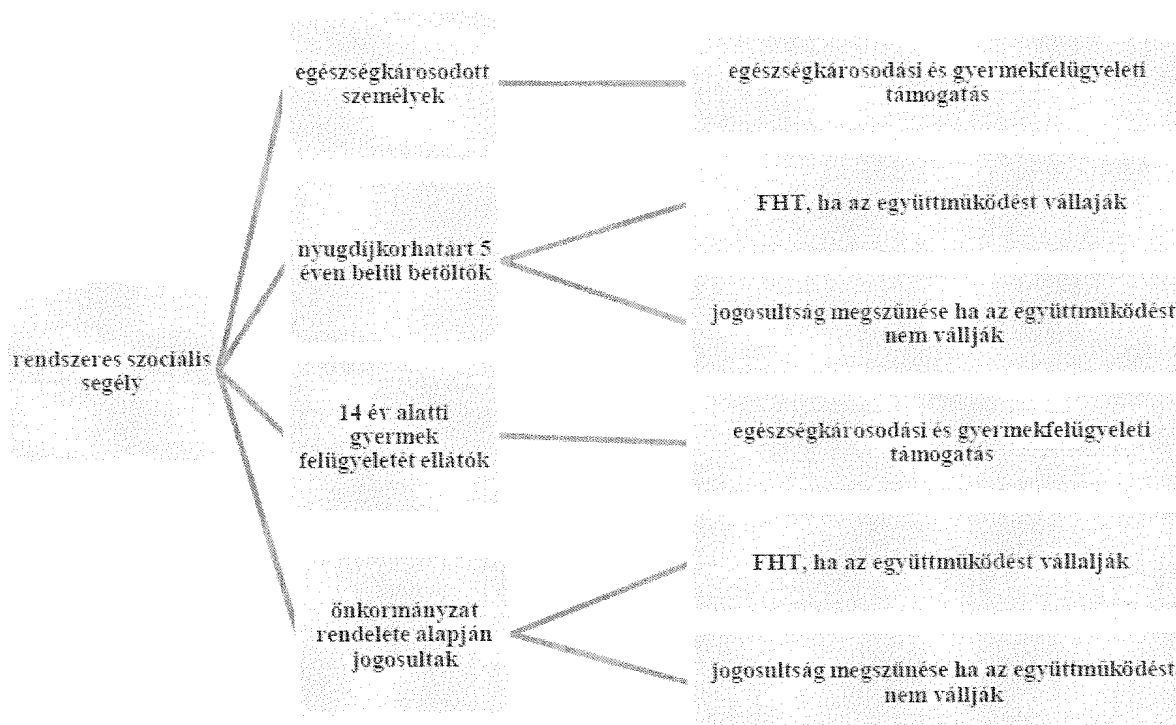 rendszeres szociális
segély
egészségkárosodott
személyek
egészségkárosodási és gyermekfelügyeleti
támogatás
nyugdíjkorhatárt 5
éven belül betöltők
FHT, ha az együttműködést vállaják
jogosultság megszűnése ha az együttműködést
nem vállják
14 év alatti
gyermek
felügyeletét ellátók
egészségkárosodási és gyermekfelügyeleti
támogatás
önkormányzat
rendelete alapján
jogosultak
FHT, ha az együttműködést vállalják
jogosultság megszűnése ha az együttműködést
nem vállják